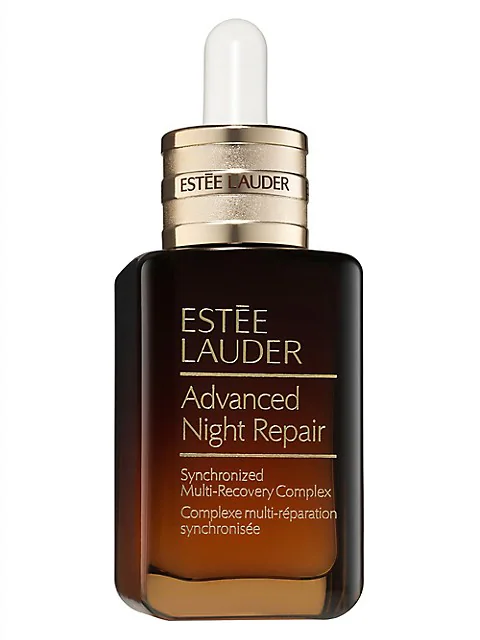 ESTĒE LAUDER
ESTĒE
LAUDER
Advanced
Night Repair
Synchronized
Multi-Recovery Complex
Complexe multi-réparation
synchronisée